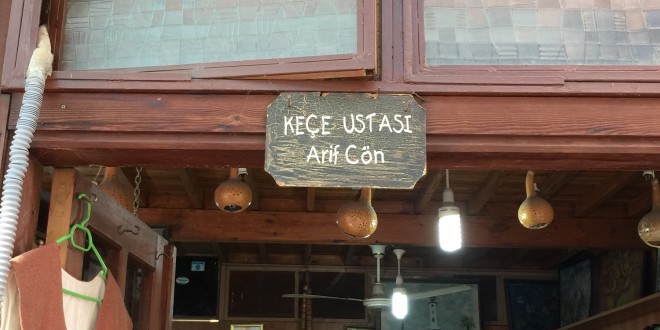 KEÇE USTASI
Arif Cön